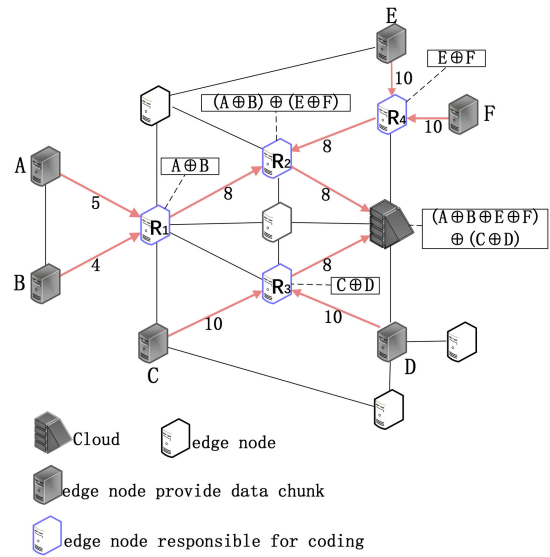 E
E⊕F
10
(A⊕B)⊕(E⊕F)
R4
10
F
8
A
A⊕B
R2
8
8
5
R1
(A⊕B⊕E⊕F)
⊕(C⊕D)
4
B
8
R3
C⊕D
10
10
C
D
Cloud
edge node
edge node provide data chunk
edge node responsible for coding